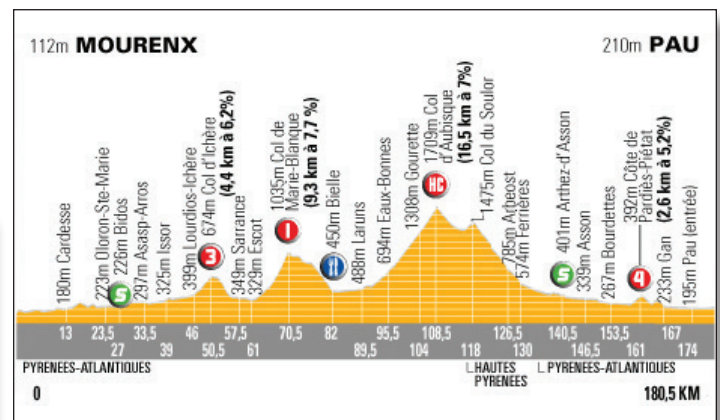 112m MOURENX
210m PAU
180m Cardesse
223m Oloron-Ste-Marie
226m Bidos
S
297m Asasp-Arros
325m Issor
399m Lourdios-Ichère
674m Col d'Ichère
(4,4 km à 6,2%)
3
349m Sarrance
329m Escot
1035m Col de
Marie-Blanque
(9,3 km à 7,7 %)
1
450m Bielle
488m Laruns
694m Eaux-Bonnes
1308m Gourette
1709m Col
d'Aubisque
(16,5 km à 7%)
HC
1475m Col du Soulor
785m Arbeost
574m Ferrières
401m Arthez-d'Asson
S
339m Asson
267m Bourdettes
392m Côte de
Pardiès-Piétat
(2,6 km à 5,2%)
4
233m Gan
195m Pau (entrée)
13 23,5 33,5 46 57,5 70,5 82 95,5 108,5 126,5 140,5 153,5 167
27 39 50,5 61 89,5 104 118 130 146,5 161 174
PYRENEES-ATLANTIQUES
HAUTES
PYRENEES
PYRENEES-ATLANTIQUES
0
180,5 KM